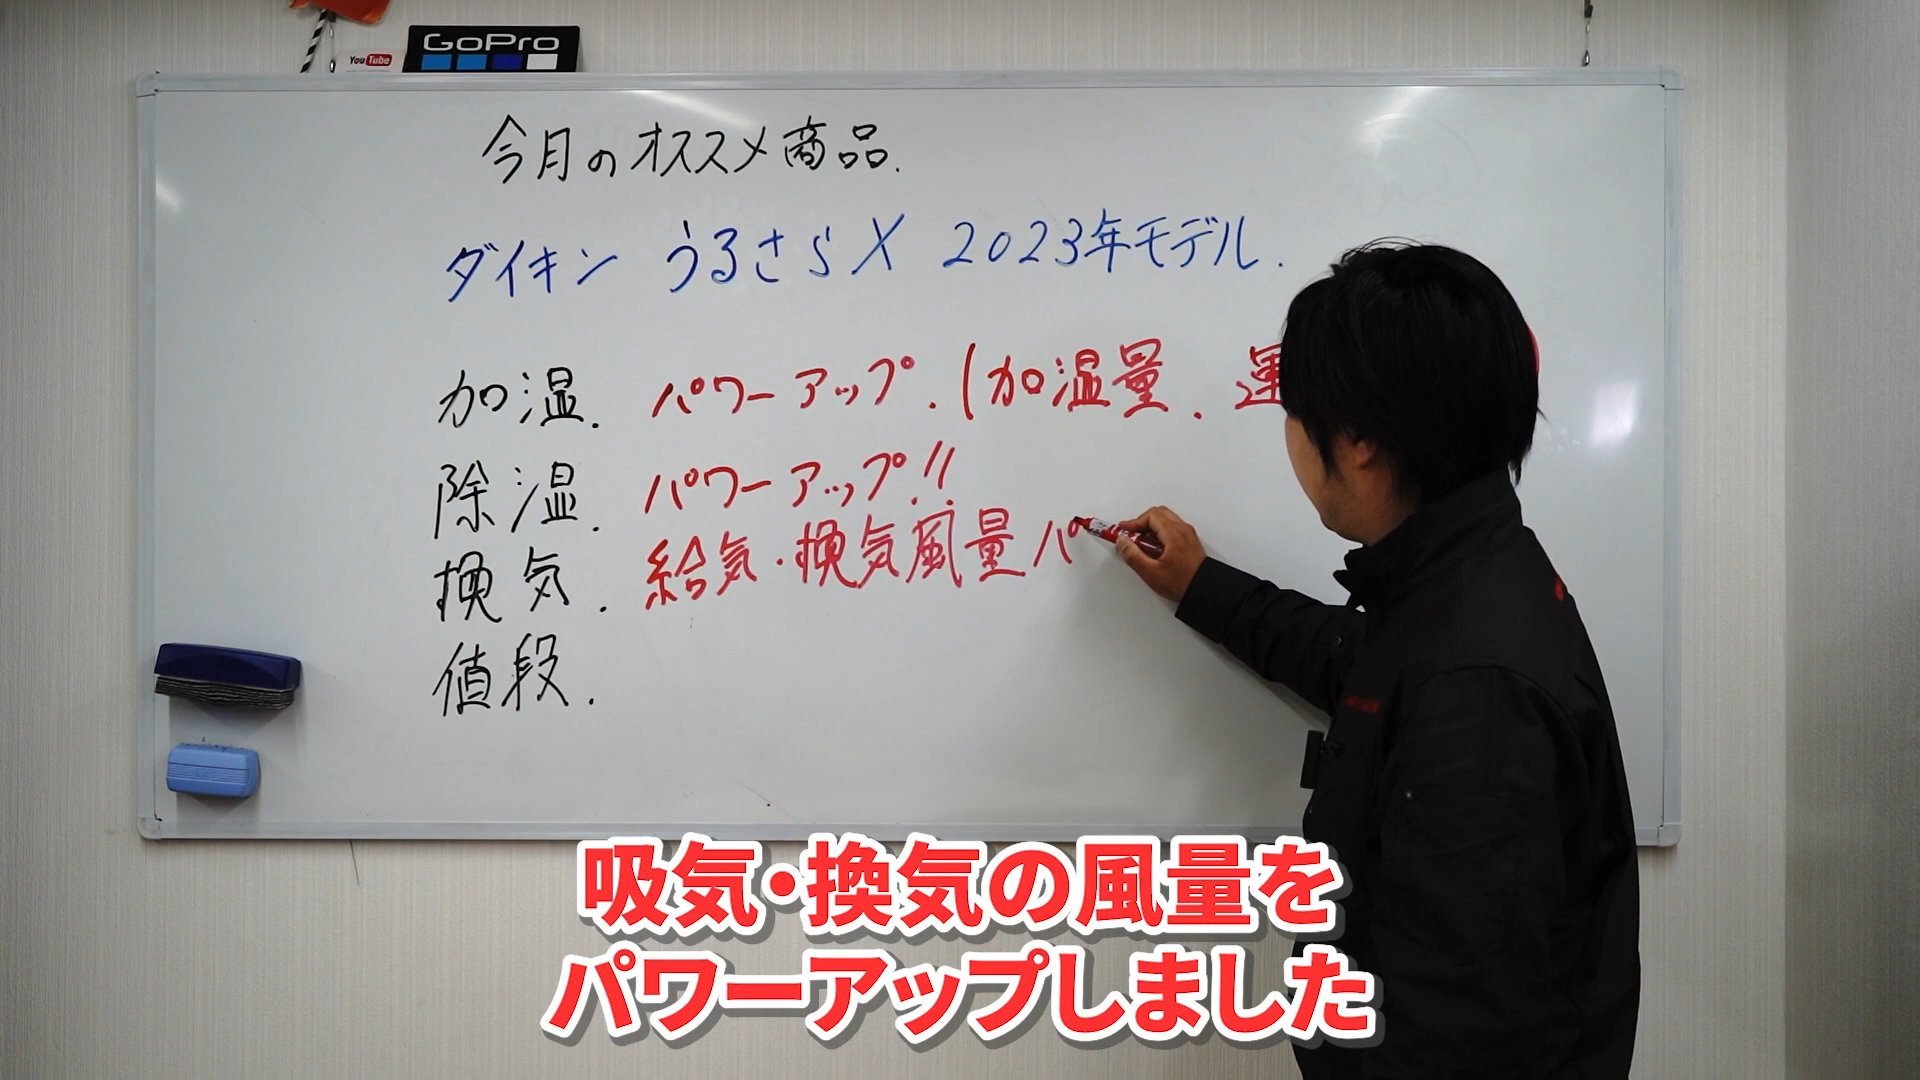 GoPro
YouTube
今月のオススメ商品.
ダイキン うるさらX 2023年モデル.
加湿. パワーアップ.(加湿量. 運
除湿. パワーアップ!!
換気. 給気・換気風量パ
値段.
吸気・換気の風量を
パワーアップしました